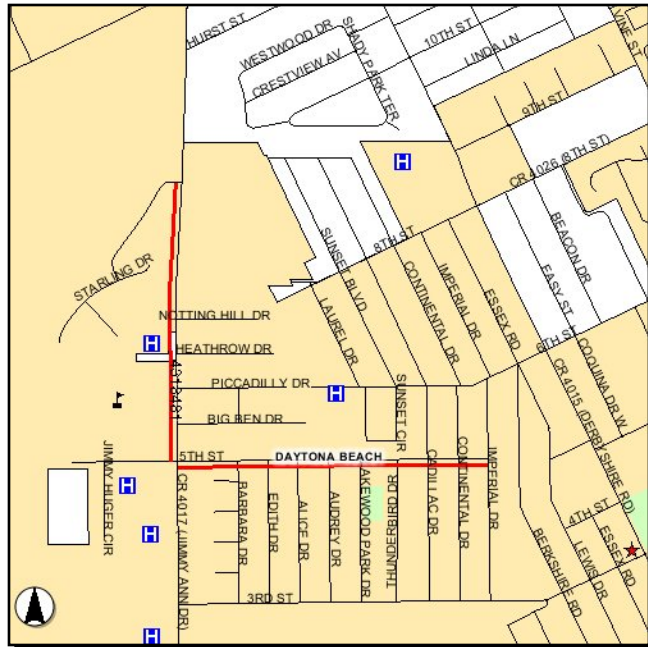 HURST ST
WESTWOOD DR
CRESTVIEW AV
SHADY PARK TER
10TH ST
LINDA LN
VINE ST
9TH ST
CR 4026 (8TH ST)
H
STARLING DR
SUNSET BLVD
8TH ST
CONTINENTAL DR
IMPERIAL DR
ESSEX RD
EASY ST
BEACON DR
NOTTING HILL DR
LAUREL DR
6TH ST
H
HEATHROW DR
4313481
PICCADILLY DR
H
SUNSET CIR
CR 4015 (DERBYSHIRE RD)
COQUINA DR W
BIG BEN DR
5TH ST
DAYTONA BEACH
JIMMY HUGER CIR
H
CR 4017 (JIMMY ANN DR)
BARBARA DR
EDITH DR
ALICE DR
AUDREY DR
AKEWOOD PARK DR
THUNDERBIRD DR
CADILLAC DR
CONTINENTAL DR
IMPERIAL DR
H
4TH ST
BERKSHIRE RD
LEWIS DR
ESSEX RD
3RD ST
H